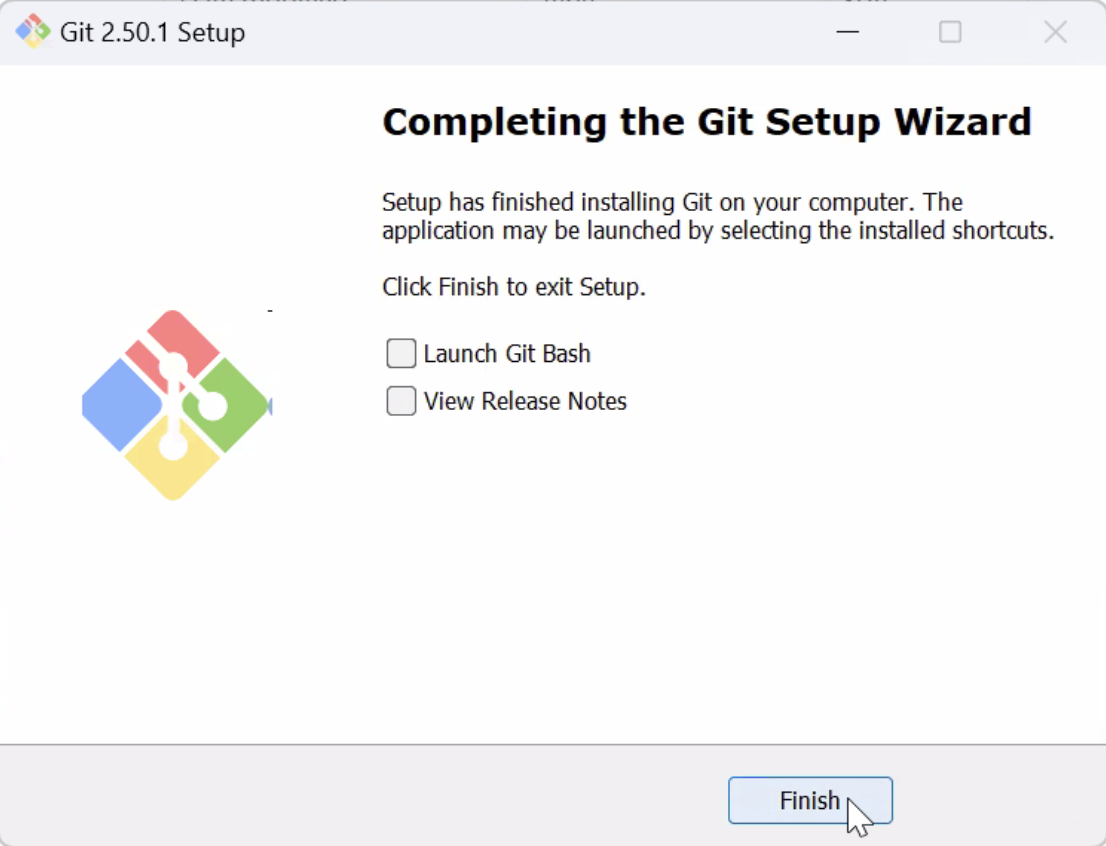 Git 2.50.1 Setup
Completing the Git Setup Wizard
Setup has finished installing Git on your computer. The
application may be launched by selecting the installed shortcuts.
Click Finish to exit Setup.
Launch Git Bash
View Release Notes
Finish